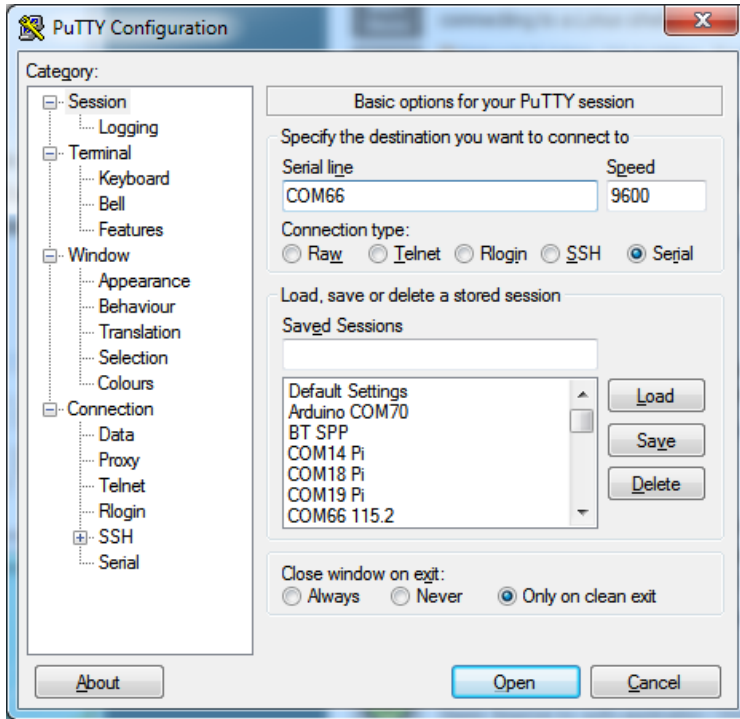 PuTTY Configuration
Category:
Session
Logging
Terminal
Keyboard
Bell
Features
Window
Appearance
Behaviour
Translation
Selection
Colours
Connection
Data
Proxy
Telnet
Rlogin
SSH
Serial
Basic options for your PuTTY session
Specify the destination you want to connect to
Serial line Speed
COM66 9600
Connection type:
Raw Telnet Rlogin SSH Serial
Load, save or delete a stored session
Saved Sessions
Default Settings
Arduino COM70
BT SPP
COM14 Pi
COM18 Pi
COM19 Pi
COM66 115.2
Load
Save
Delete
Close window on exit:
Always Never Only on clean exit
About Open Cancel